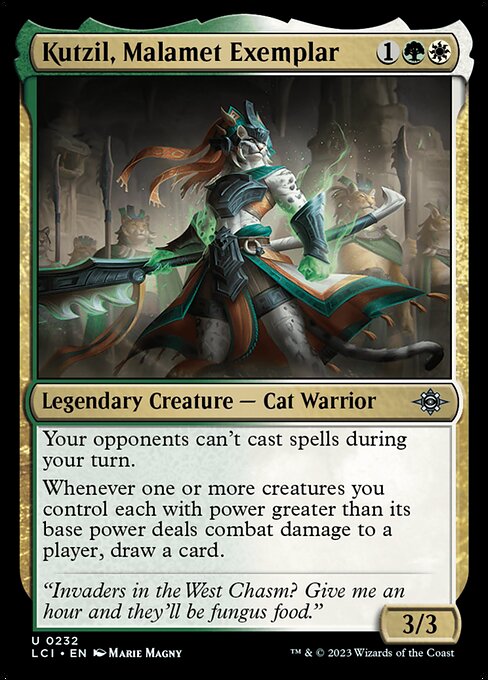 Kutzil, Malamet Exemplar 1
Legendary Creature — Cat Warrior
Your opponents can't cast spells during
your turn.
Whenever one or more creatures you
control each with power greater than its
base power deals combat damage to a
player, draw a card.
“Invaders in the West Chasm? Give me an
hour and they'll be fungus food.”
3/3
U 0232
LCI • EN Marie Magny
™ & © 2023 Wizards of the Coast